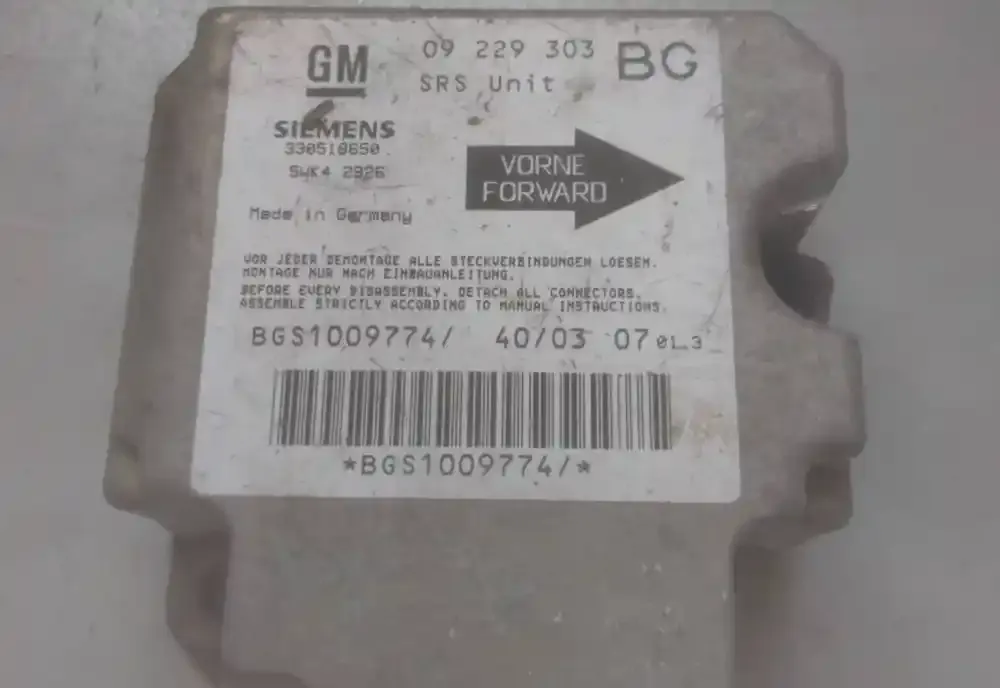 GM 09 229 303 BG
SRS Unit
SIEMENS
330518650
5WK4 2926
VORNE
FORWARD
Made in Germany
VOR JEDER DEMONTAGE ALLE STECKVERBINDUNGEN LOESEN.
MONTAGE NUR NACH EINBAUANLEITUNG.
BEFORE EVERY DISASSEMBLY, DETACH ALL CONNECTORS.
ASSEMBLE STRICTLY ACCORDING TO MANUAL INSTRUCTIONS.
BGS1009774/ 40/03 07 01_3
*BGS1009774/*